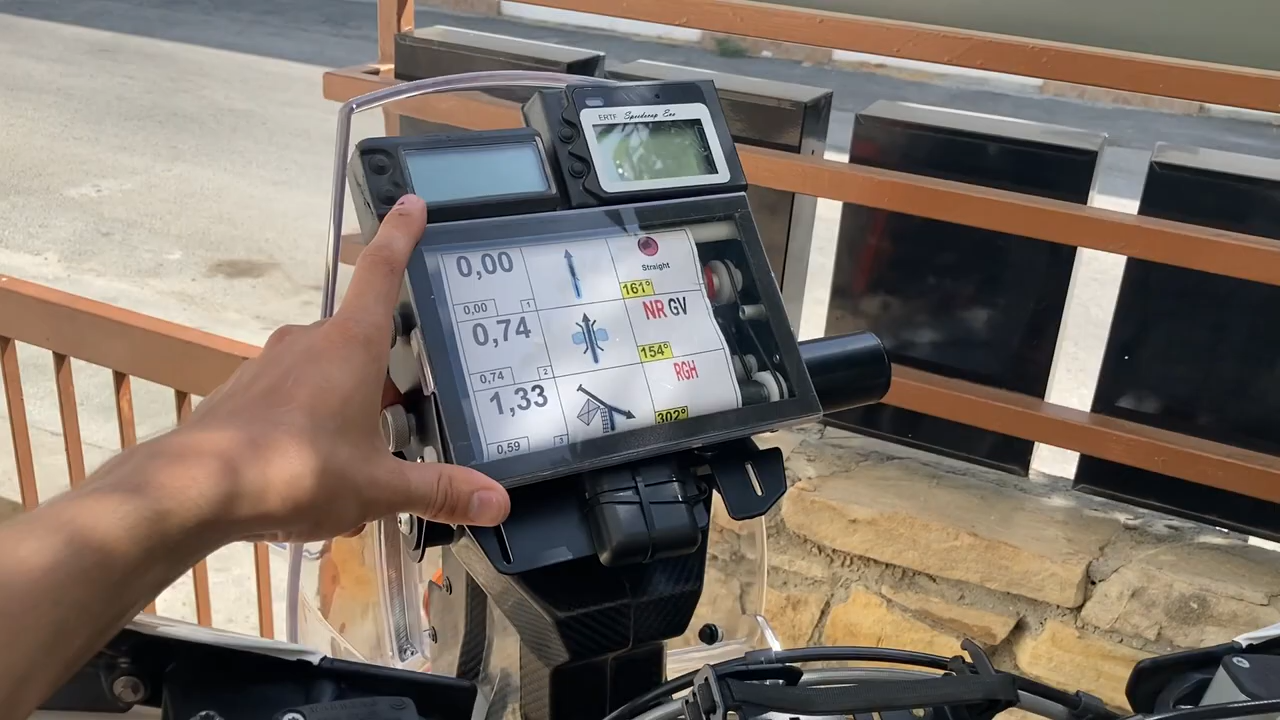 ERTF Speedcap Evo
0,00
0,00 1
Straight
161°
0,74
0,74 2
NR GV
154°
1,33
0,59 3
RGH
302°